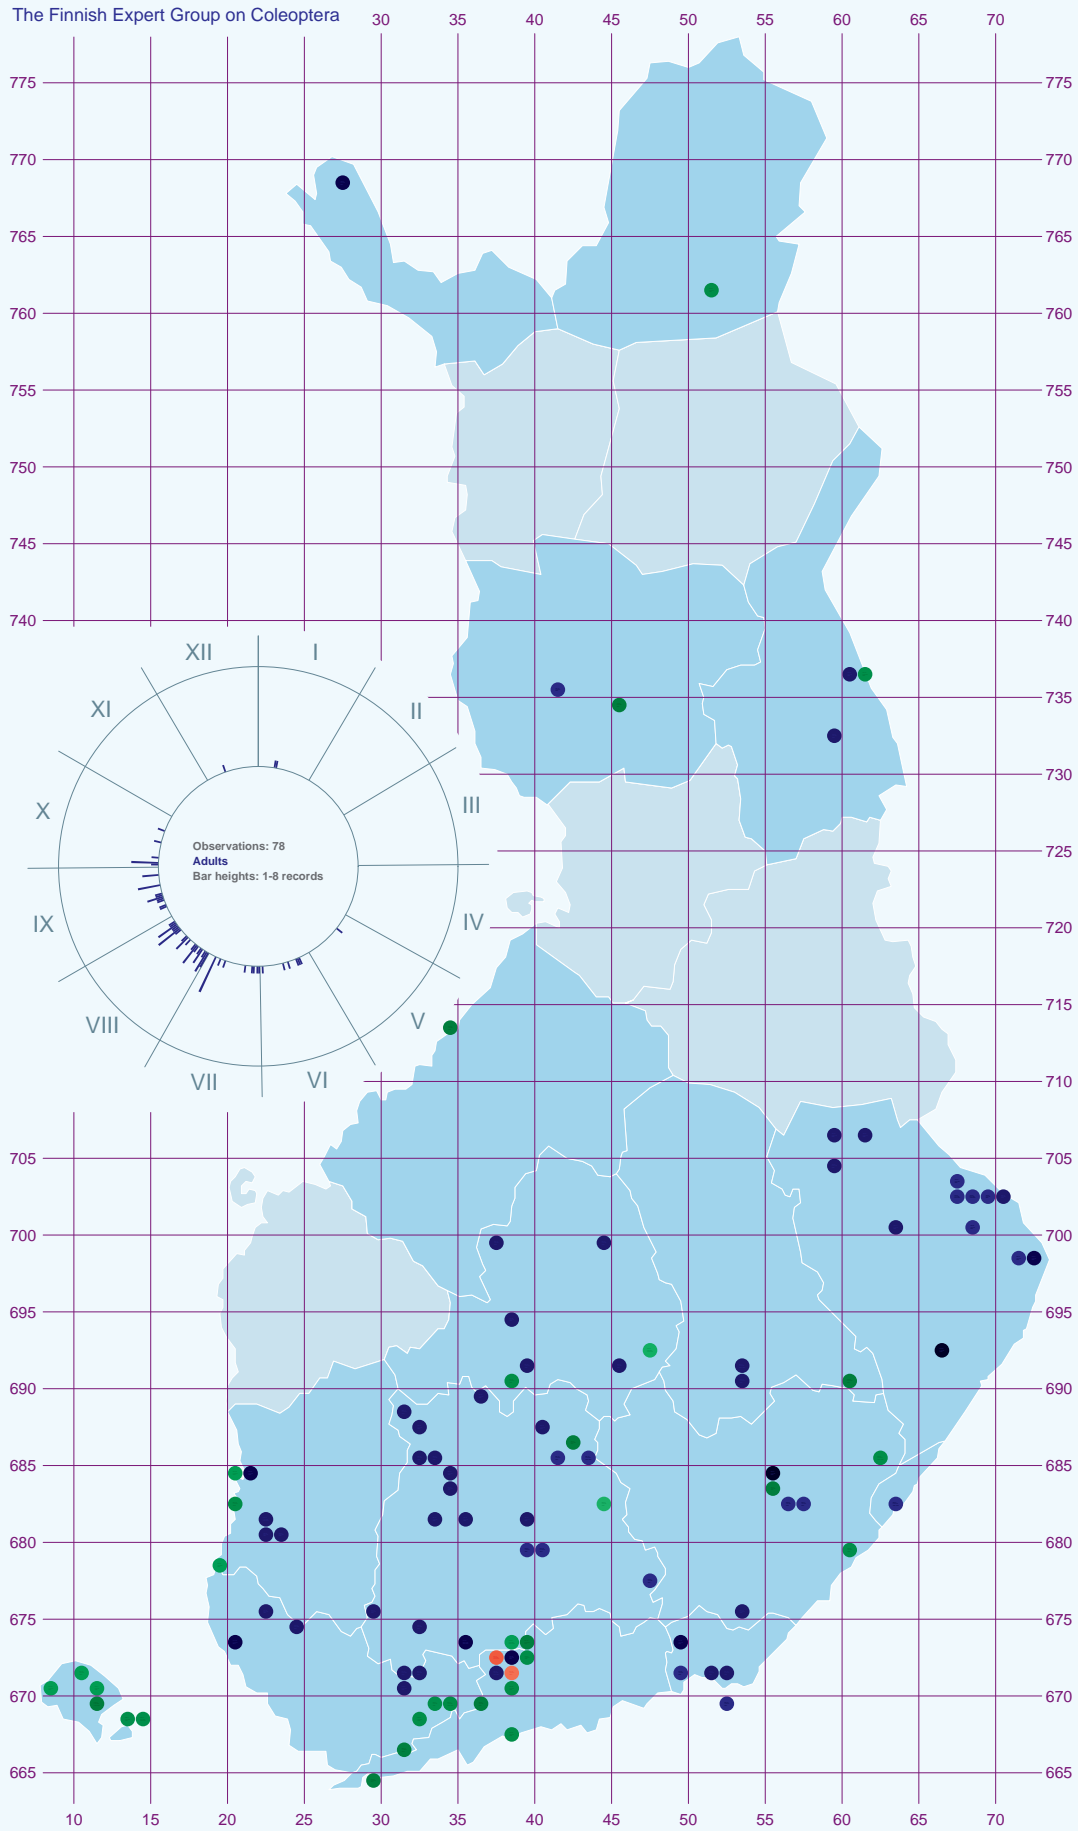 The Finnish Expert Group on Coleoptera
30 40 45 50 55 60 65 70
775 775
770 770
765 765
760 760
755 755
750 750
745 745
740 740
XII I
XI II
735
X III
730
Observations: 78
Adults
Bar heights: 1-8 records
725
IX IV
720
715
VIII V
VII VI
710
705 705
700 700
695 695
690 690
685 685
680 680
675 675
670 670
665 665
10 15 20 25 30 35 40 45 50 55 60 65 70